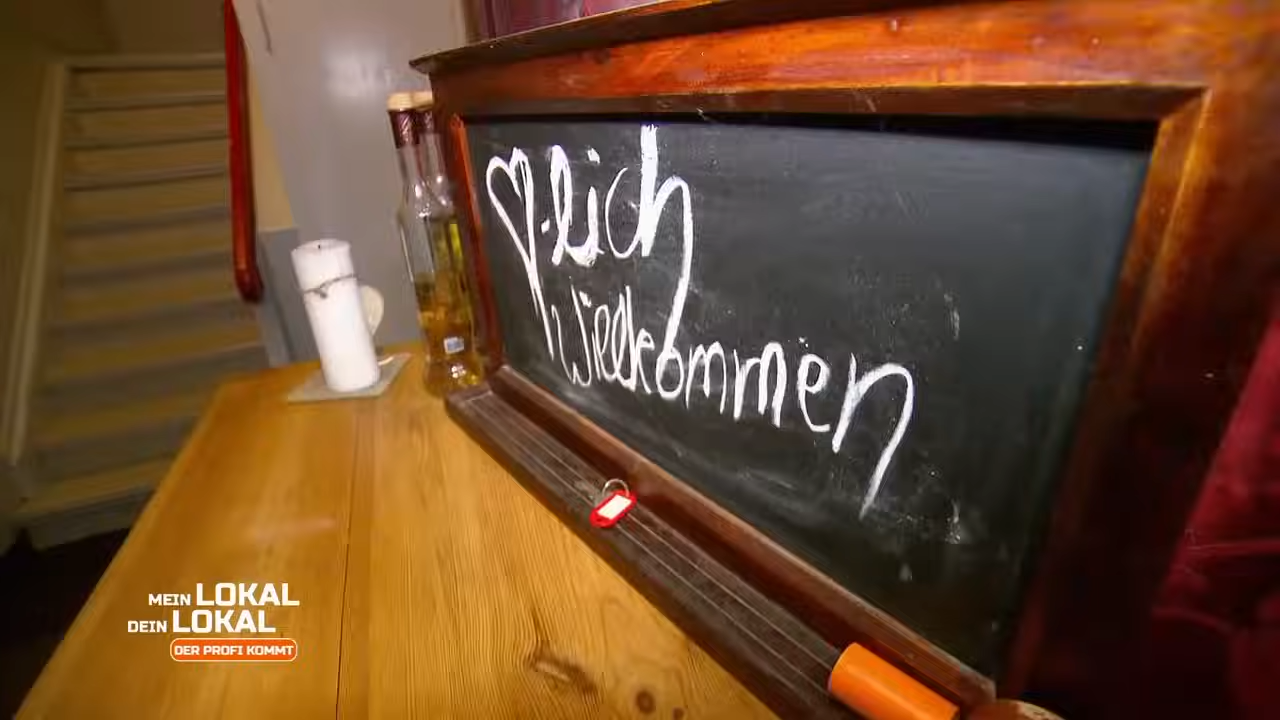 ♡-lich
Willkommen
MEIN LOKAL
DEIN LOKAL
DER PROFI KOMMT